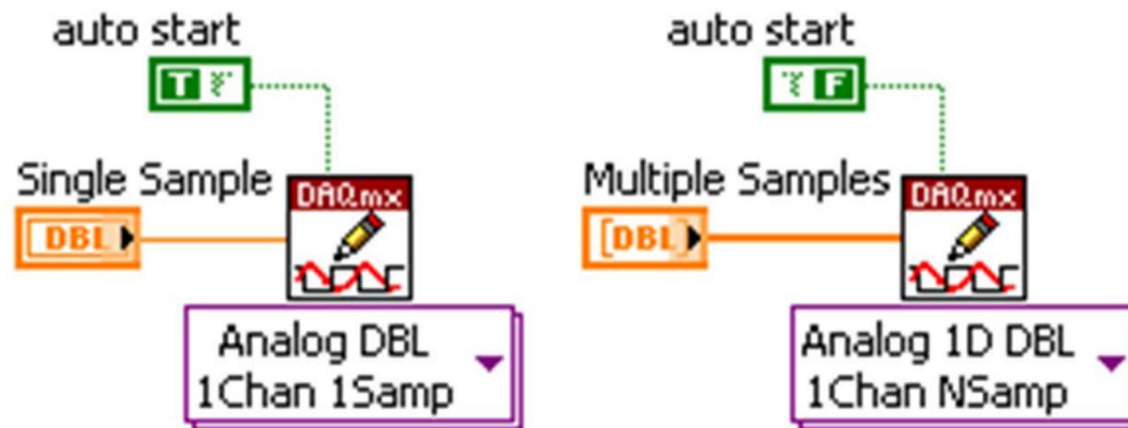 auto start
T
Single Sample
DBL
DAQmx
Analog DBL
1Chan 1Samp
auto start
F
Multiple Samples
[DBL]
DAQmx
Analog 1D DBL
1Chan NSamp